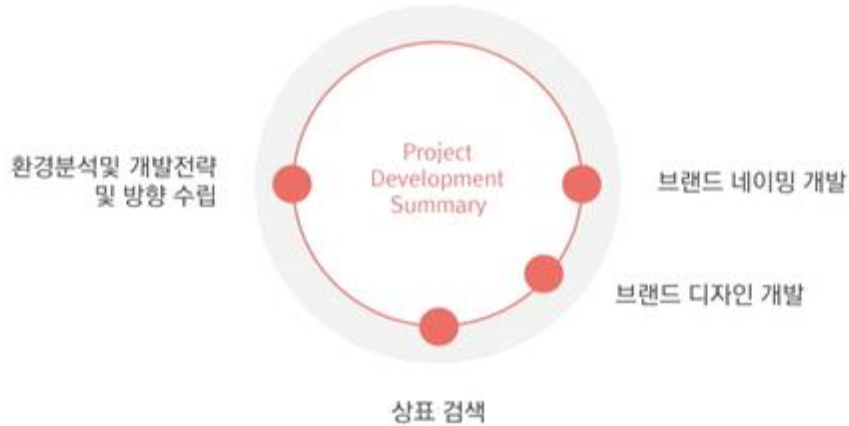 Project
Development
Summary
환경분석및 개발전략
및 방향 수립
브랜드 네이밍 개발
브랜드 디자인 개발
상표 검색